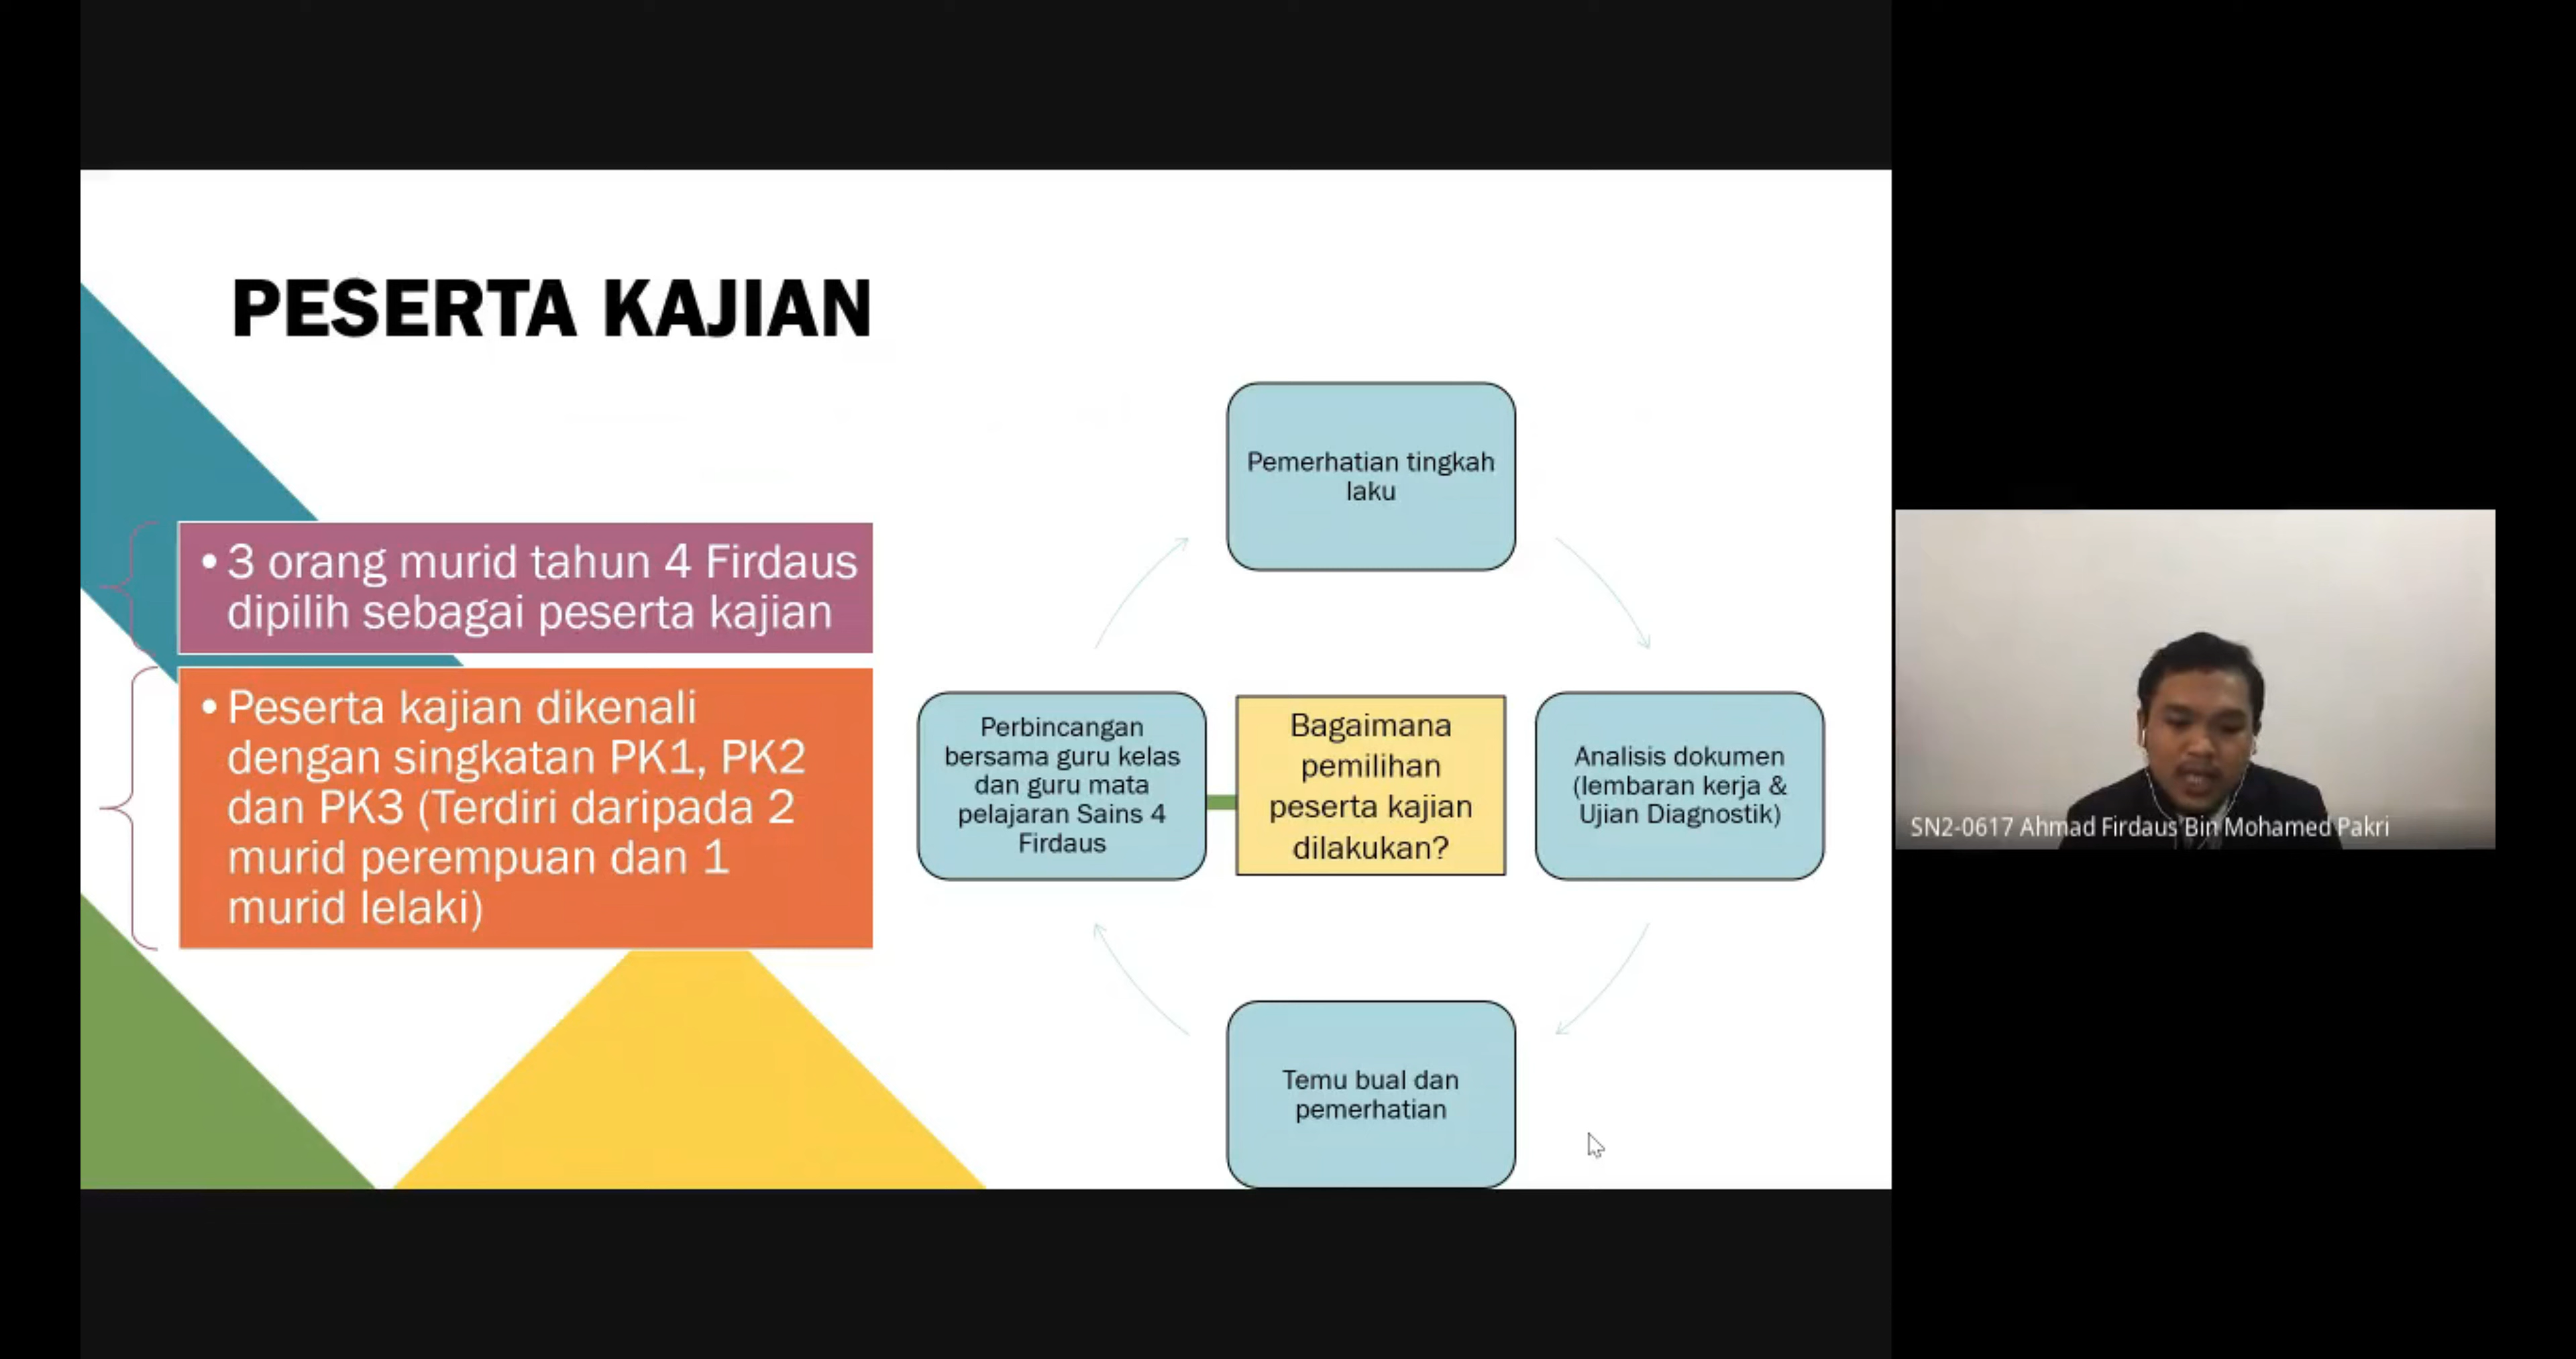 PESERTA KAJIAN
• 3 orang murid tahun 4 Firdaus
dipilih sebagai peserta kajian
• Peserta kajian dikenali
dengan singkatan PK1, PK2
dan PK3 (Terdiri daripada 2
murid perempuan dan 1
murid lelaki)
Pemerhatian tingkah
laku
Perbincangan
bersama guru kelas
dan guru mata
pelajaran Sains 4
Firdaus
Bagaimana
pemilihan
peserta kajian
dilakukan?
Analisis dokumen
(lembaran kerja &
Ujian Diagnostik)
Temu bual dan
pemerhatian
SN2-0617 Ahmad Firdaus Bin Mohamed Pakri